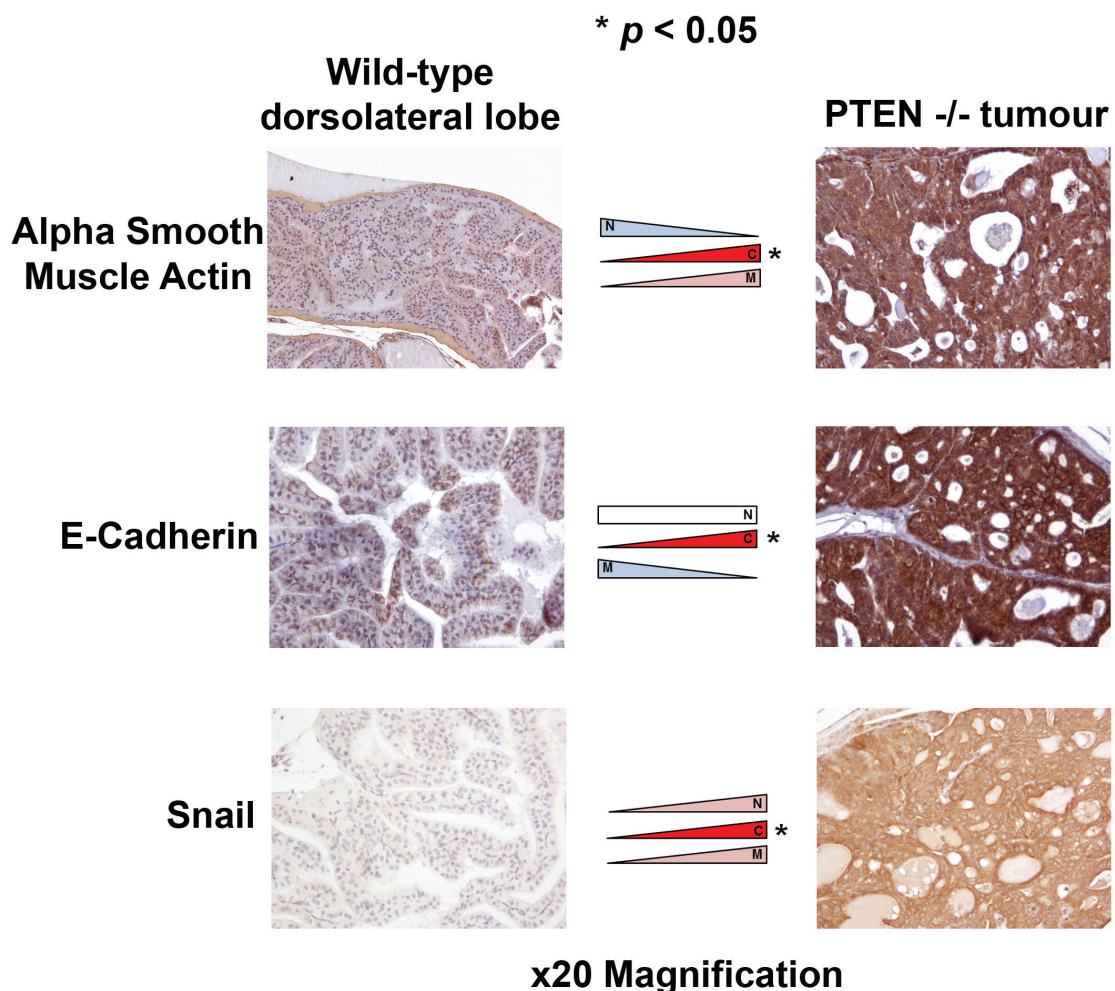 * p < 0.05
Wild-type
dorsolateral lobe
PTEN -/- tumour
Alpha Smooth
Muscle Actin
N
C *
M
E-Cadherin
N
C *
M
Snail
N
C *
M
x20 Magnification